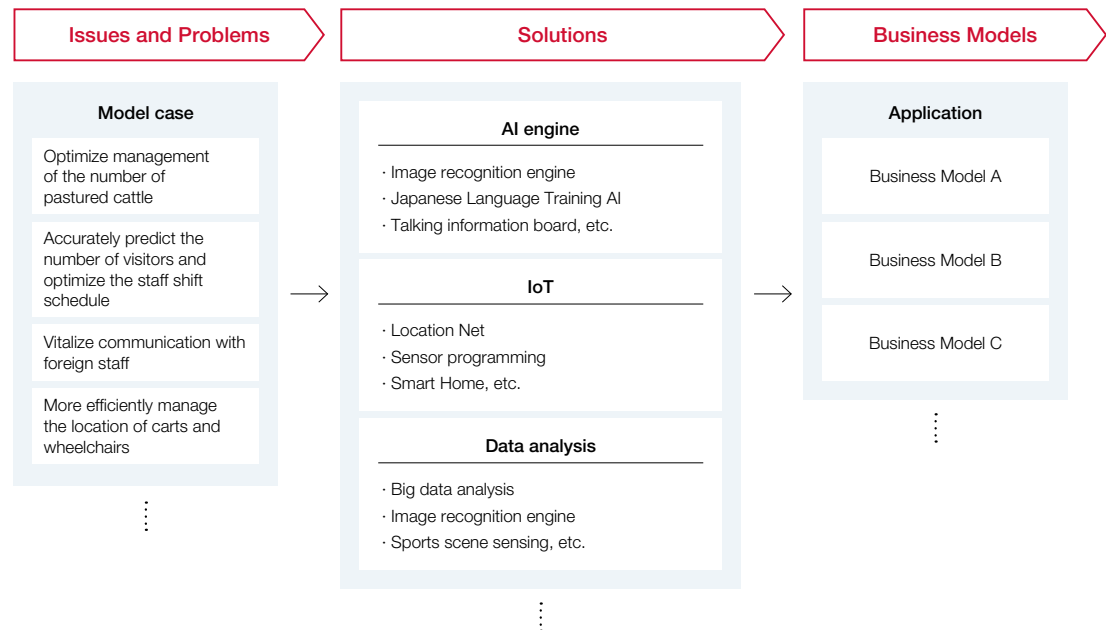 Issues and Problems
Solutions
Business Models
Model case
Optimize management
of the number of
pastured cattle
Accurately predict the
number of visitors and
optimize the staff shift
schedule
Vitalize communication with
foreign staff
More efficiently manage
the location of carts and
wheelchairs
AI engine
· Image recognition engine
· Japanese Language Training AI
· Talking information board, etc.
IoT
· Location Net
· Sensor programming
· Smart Home, etc.
Data analysis
· Big data analysis
· Image recognition engine
· Sports scene sensing, etc.
Application
Business Model A
Business Model B
Business Model C